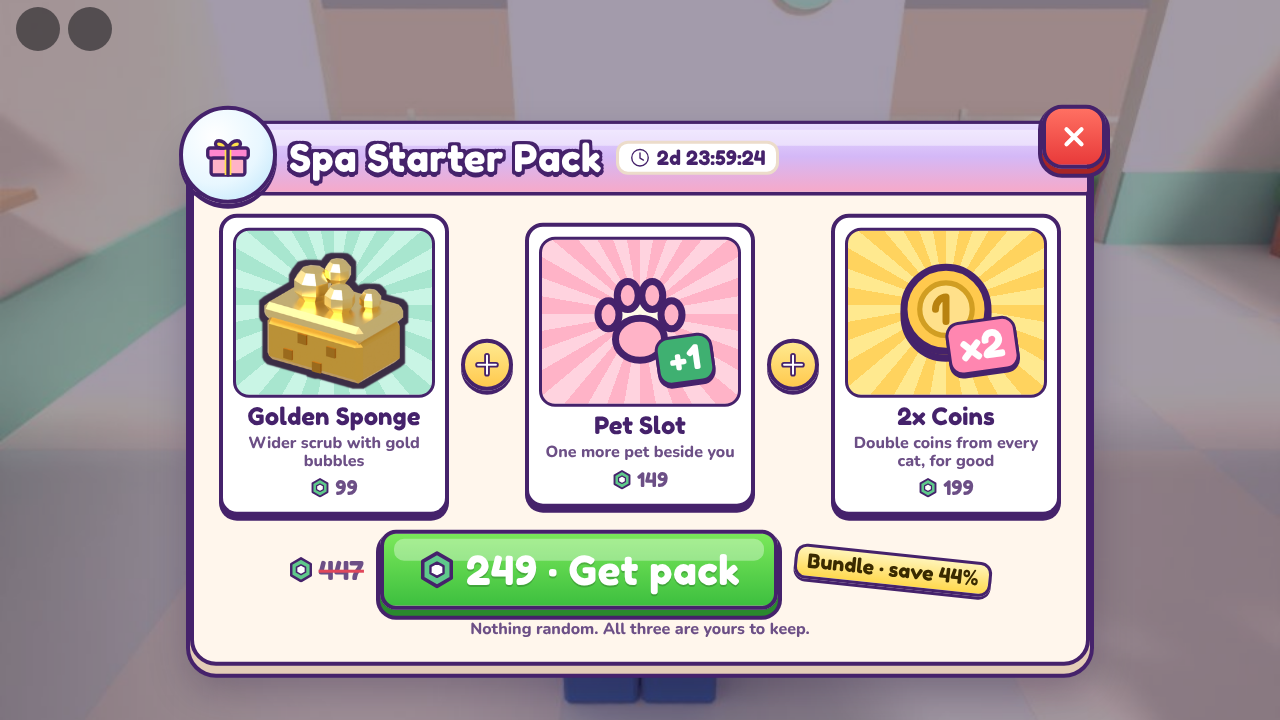 Spa Starter Pack
2d 23:59:24
Golden Sponge
Wider scrub with gold
bubbles
99
+1
Pet Slot
One more pet beside you
149
1
x2
2x Coins
Double coins from every
cat, for good
199
447
249 · Get pack
Bundle · save 44%
Nothing random. All three are yours to keep.